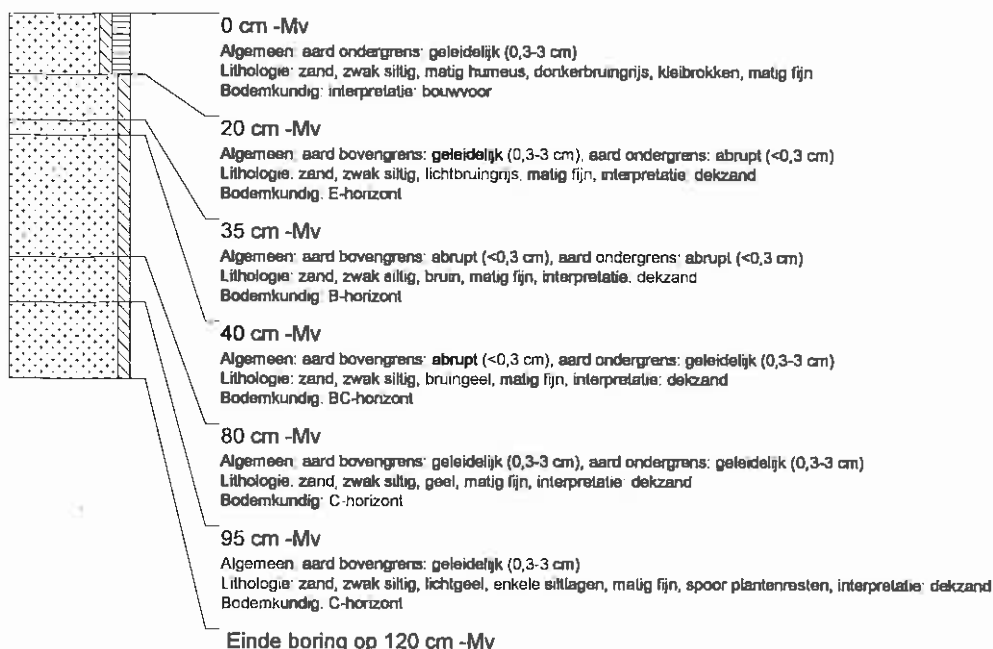 0 cm -Mv
Algemeen: aard ondergrens: geleidelijk (0,3-3 cm)
Lithologie: zand, zwak siltig, matig humeus, donkerbruingrijs, kleibrokken, matig fijn
Bodemkundig: interpretatie: bouwvoor
20 cm -Mv
Algemeen: aard bovengrens: geleidelijk (0,3-3 cm), aard ondergrens: abrupt (<0,3 cm)
Lithologie: zand, zwak siltig, lichtbruingrijs, matig fijn, interpretatie: dekzand
Bodemkundig: E-horizont
35 cm -Mv
Algemeen: aard bovengrens: abrupt (<0,3 cm), aard ondergrens: abrupt (<0,3 cm)
Lithologie: zand, zwak siltig, bruin, matig fijn, interpretatie: dekzand
Bodemkundig: B-horizont
40 cm -Mv
Algemeen: aard bovengrens: abrupt (<0,3 cm), aard ondergrens: geleidelijk (0,3-3 cm)
Lithologie: zand, zwak siltig, bruingeel, matig fijn, interpretatie: dekzand
Bodemkundig: BC-horizont
80 cm -Mv
Algemeen: aard bovengrens: geleidelijk (0,3-3 cm), aard ondergrens: geleidelijk (0,3-3 cm)
Lithologie: zand, zwak siltig, geel, matig fijn, interpretatie: dekzand
Bodemkundig: C-horizont
95 cm -Mv
Algemeen: aard bovengrens: geleidelijk (0,3-3 cm)
Lithologie: zand, zwak siltig, lichtgeel, enkele siltlagen, matig fijn, spoor plantenresten, interpretatie: dekzand
Bodemkundig: C-horizont
Einde boring op 120 cm -Mv